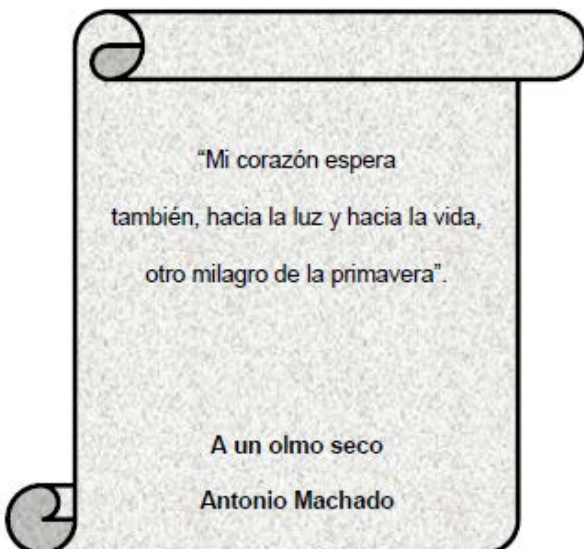 “Mi corazón espera
también, hacia la luz y hacia la vida,
otro milagro de la primavera”.
A un olmo seco
Antonio Machado